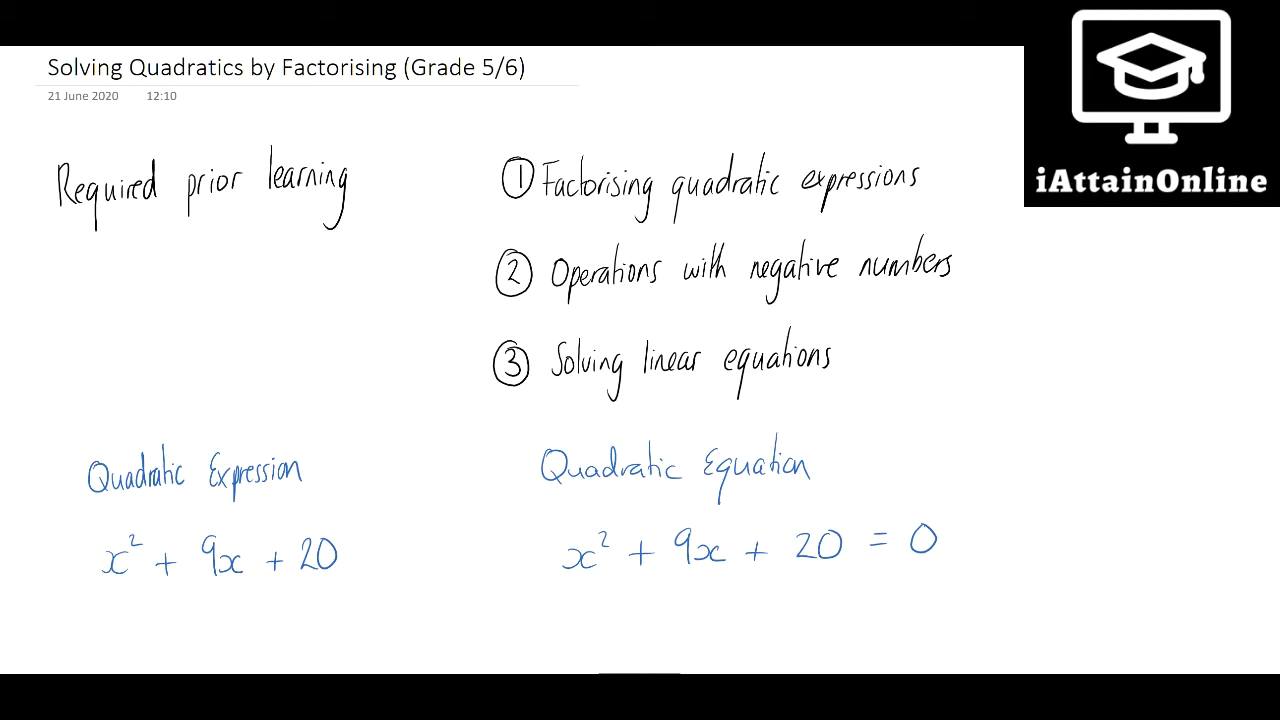 Solving Quadratics by Factorising (Grade 5/6)
21 June 2020 12:10
iAttainOnline
Required prior learning
① Factorising quadratic expressions
② Operations with negative numbers
③ Solving linear equations
Quadratic Expression
x² + 9x + 20
Quadratic Equation
x² + 9x + 20 = 0